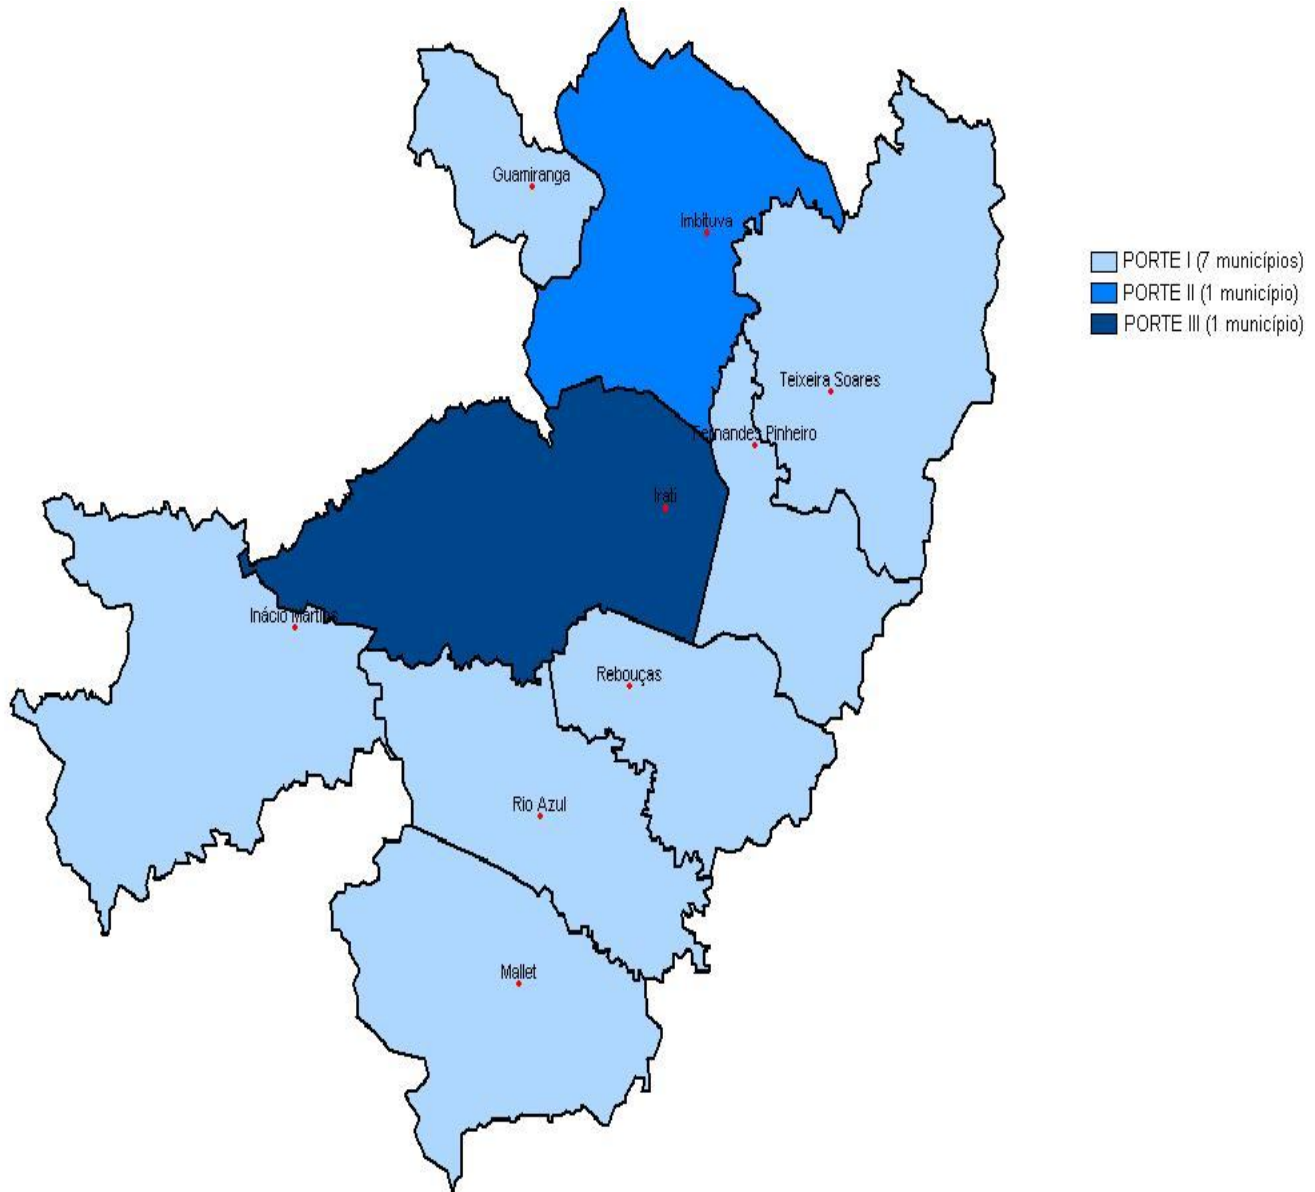 Guamiranga
Imbituva
PORTE I (7 municípios)
PORTE II (1 município)
PORTE III (1 município)
Teixeira Soares
Fernandes Pinheiro
Irati
Inácio Martins
Rebouças
Rio Azul
Mallet